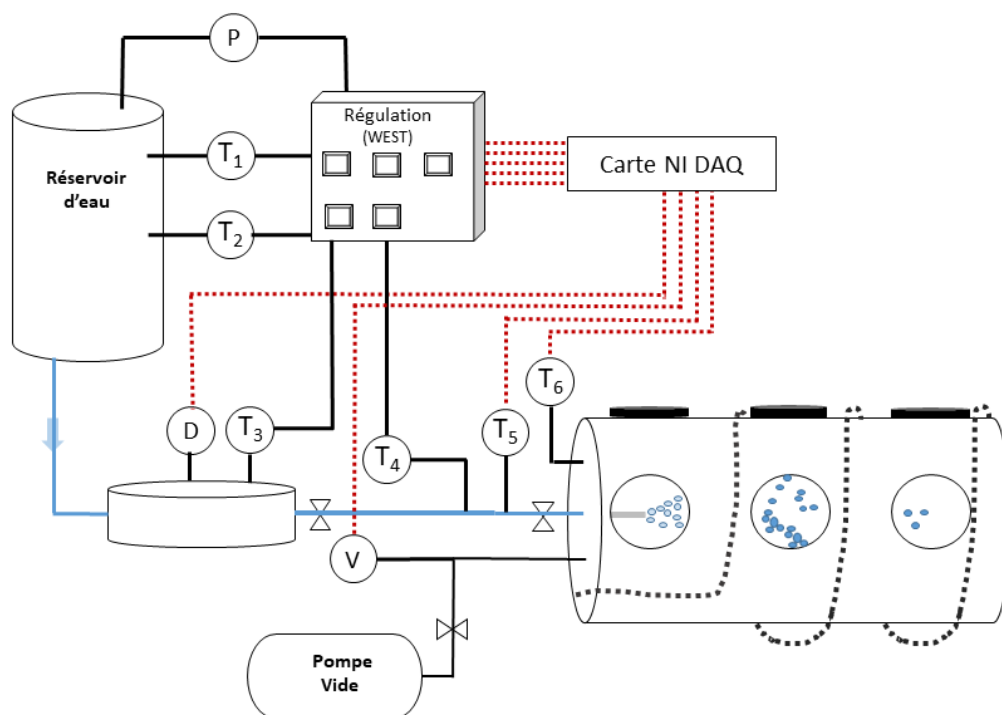 P
Régulation
(WEST)
Réservoir
d'eau
T1
T2
Carte NI DAQ
T6
D
T3
T4
T5
V
Pompe
Vide